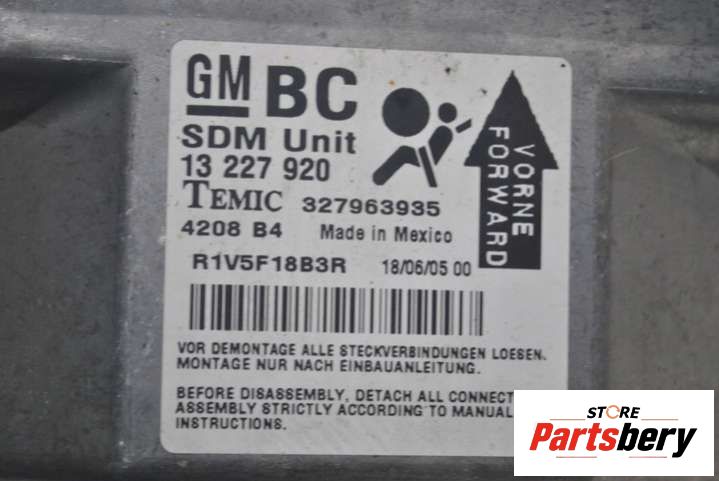 GM BC
SDM Unit
13 227 920
TEMIC 327963935
4208 B4 Made in Mexico
R1V5F18B3R 18/06/05 00
VORNE
FORWARD
VOR DEMONTAGE ALLE STECKVERBINDUNGEN LOESEN.
MONTAGE NUR NACH EINBAUANLEITUNG.
BEFORE DISASSEMBLY, DETACH ALL
ASSEMBLY STRICTLY ACCORDING TO MANUAL
INSTRUCTIONS.
STORE
Partsbery